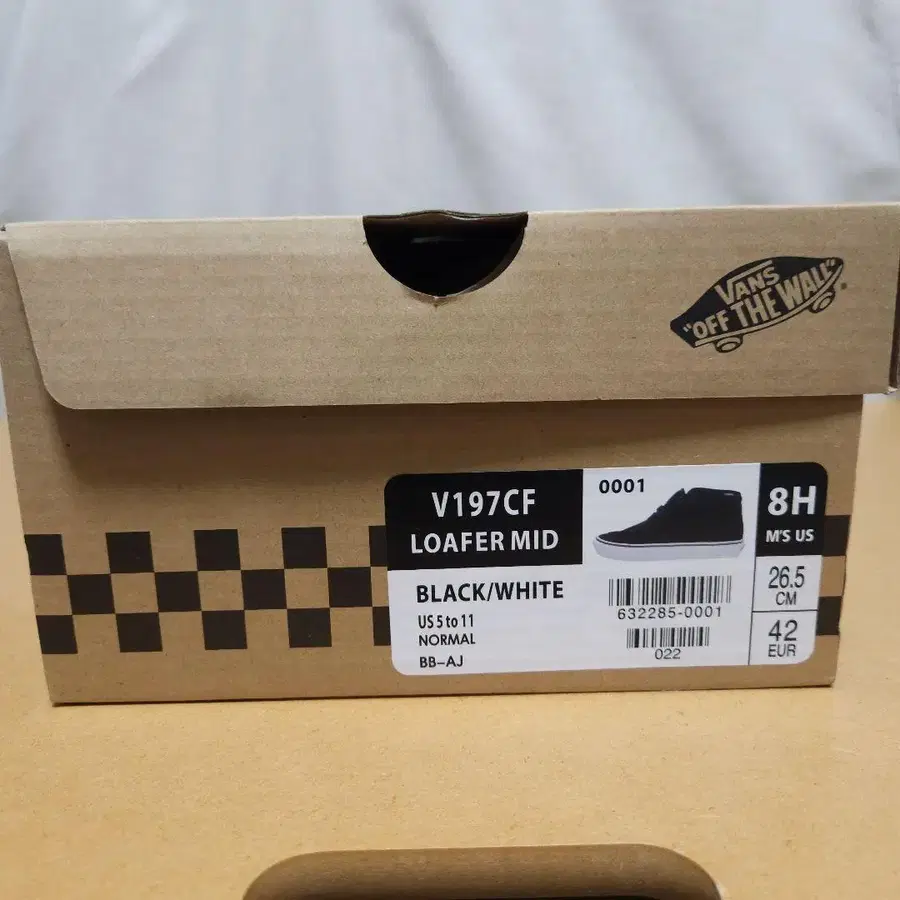 VANS
"OFF THE WALL"
V197CF
LOAFER MID
0001
8H
M'S US
BLACK/WHITE
US 5 to 11
NORMAL
BB-AJ
632285-0001
022
26.5
CM
42
EUR